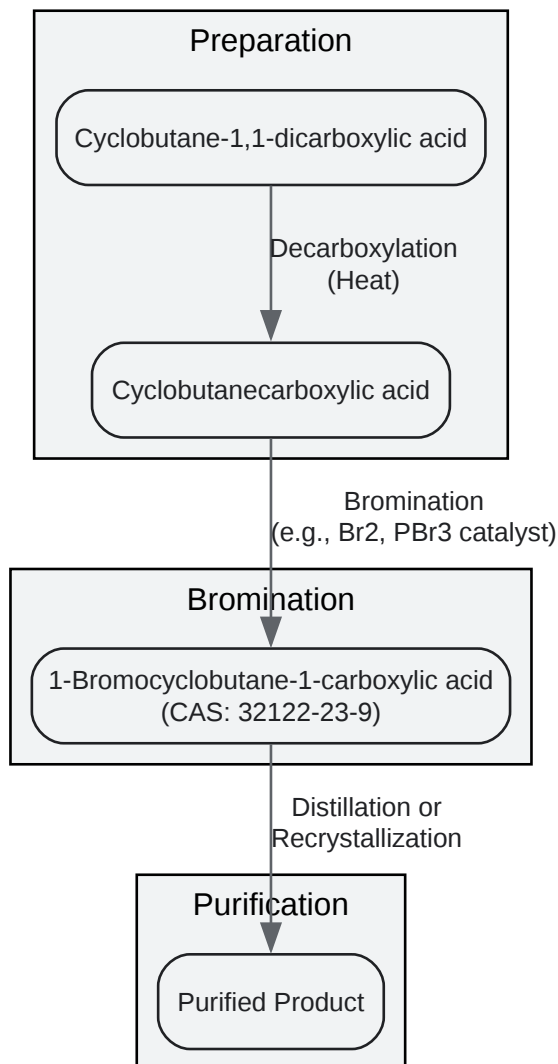 Preparation
Cyclobutane-1,1-dicarboxylic acid
Decarboxylation
(Heat)
Cyclobutanecarboxylic acid
Bromination
(e.g., Br2, PBr3 catalyst)
Bromination
1-Bromocyclobutane-1-carboxylic acid
(CAS: 32122-23-9)
Distillation or
Recrystallization
Purification
Purified Product